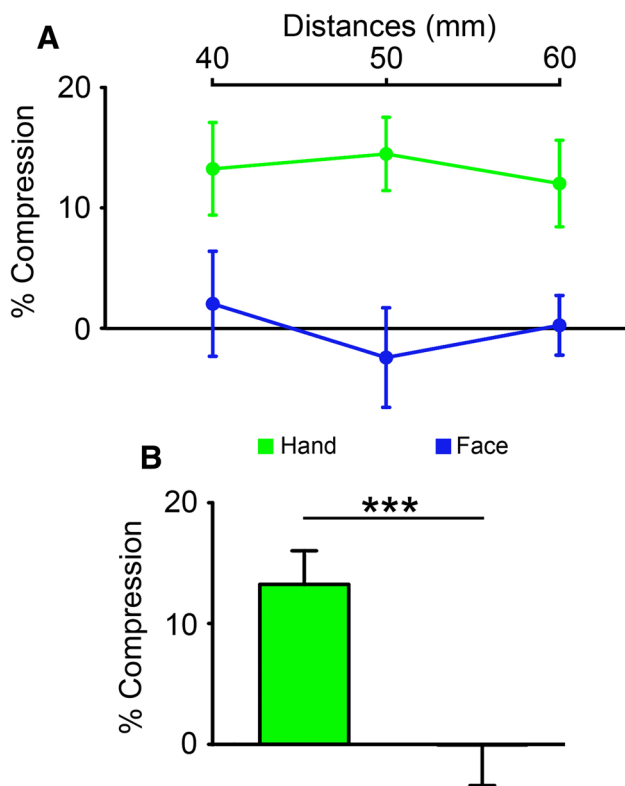 A
Distances (mm)
40 50 60
% Compression
20
10
0
Hand Face
B
% Compression
20
10
0
***